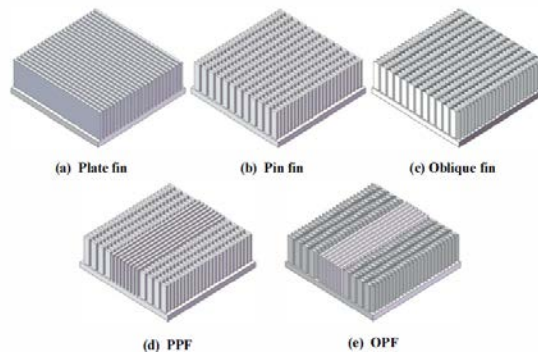 (a) Plate fin
(b) Pin fin
(c) Oblique fin
(d) PPF
(e) OPF